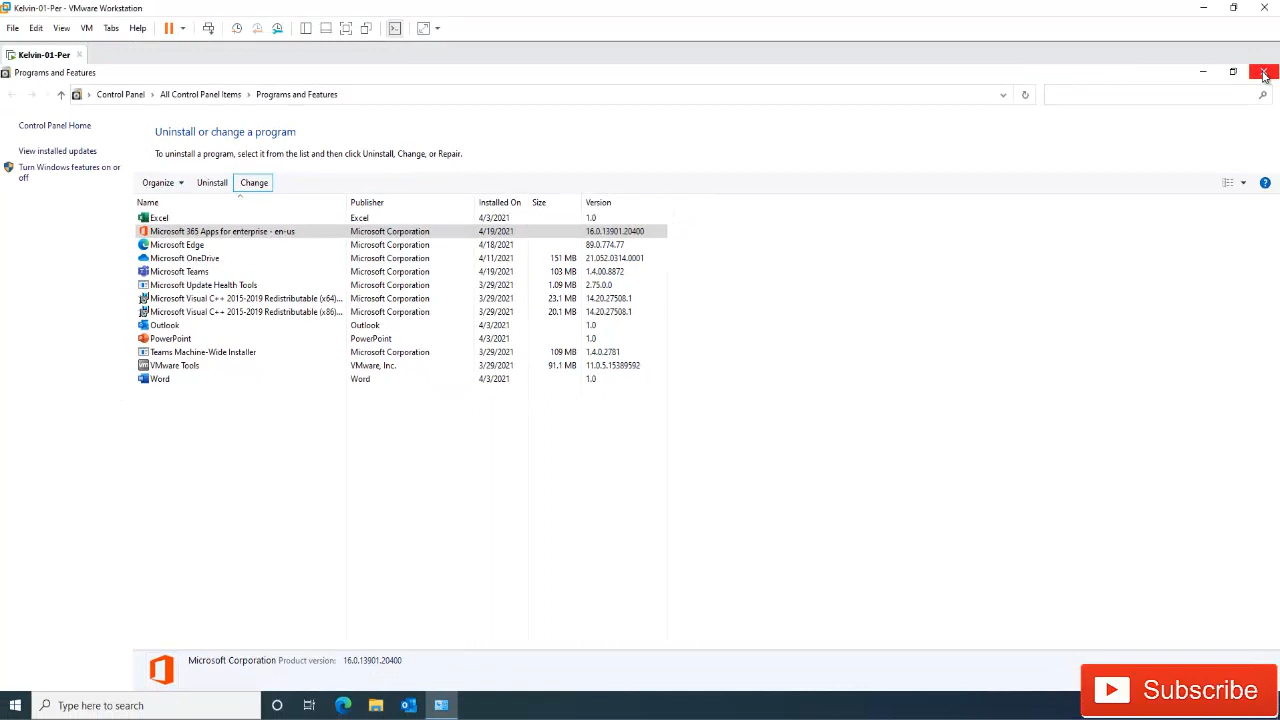 Kelvin-01-Per - VMware Workstation
File Edit View VM Tabs Help
Kelvin-01-Per
Programs and Features
Control Panel All Control Panel Items Programs and Features
Control Panel Home
View installed updates
Turn Windows features on or
off
Uninstall or change a program
To uninstall a program, select it from the list and then click Uninstall, Change, or Repair.
Organize Uninstall Change
Name Publisher Installed On Size Version
Excel Excel 4/3/2021 1.0
Microsoft 365 Apps for enterprise - en-us Microsoft Corporation 4/19/2021 16.0.13901.20400
Microsoft Edge Microsoft Corporation 4/18/2021 89.0.774.77
Microsoft OneDrive Microsoft Corporation 4/11/2021 151 MB 21.052.0314.0001
Microsoft Teams Microsoft Corporation 4/19/2021 103 MB 1.4.00.8872
Microsoft Update Health Tools Microsoft Corporation 3/29/2021 1.09 MB 2.75.0.0
Microsoft Visual C++ 2015-2019 Redistributable (x64)... Microsoft Corporation 3/29/2021 23.1 MB 14.20.27508.1
Microsoft Visual C++ 2015-2019 Redistributable (x86)... Microsoft Corporation 3/29/2021 20.1 MB 14.20.27508.1
Outlook Outlook 4/3/2021 1.0
PowerPoint PowerPoint 4/3/2021 1.0
Teams Machine-Wide Installer Microsoft Corporation 3/29/2021 109 MB 1.4.0.2781
VMware Tools VMware, Inc. 3/29/2021 91.1 MB 11.0.5.15389592
Word Word 4/3/2021 1.0
Microsoft Corporation Product version: 16.0.13901.20400
Subscribe
Type here to search